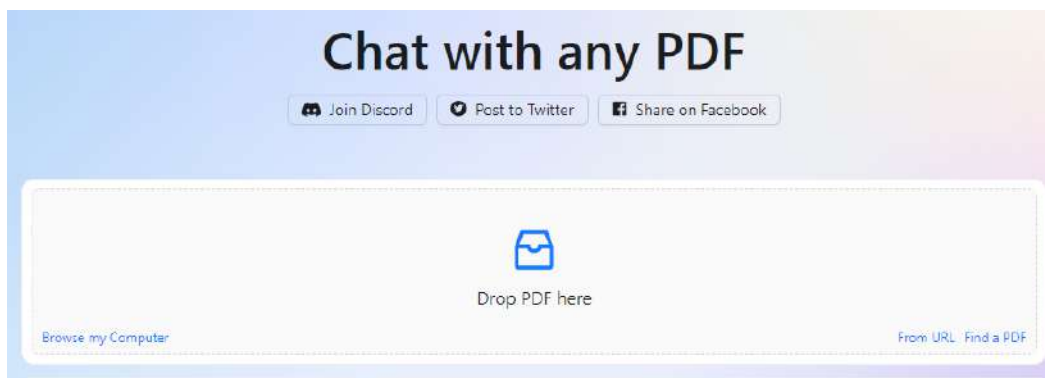 Chat with any PDF
Join Discord Post to Twitter Share on Facebook
Drop PDF here
Browse my Computer From URL Find a PDF